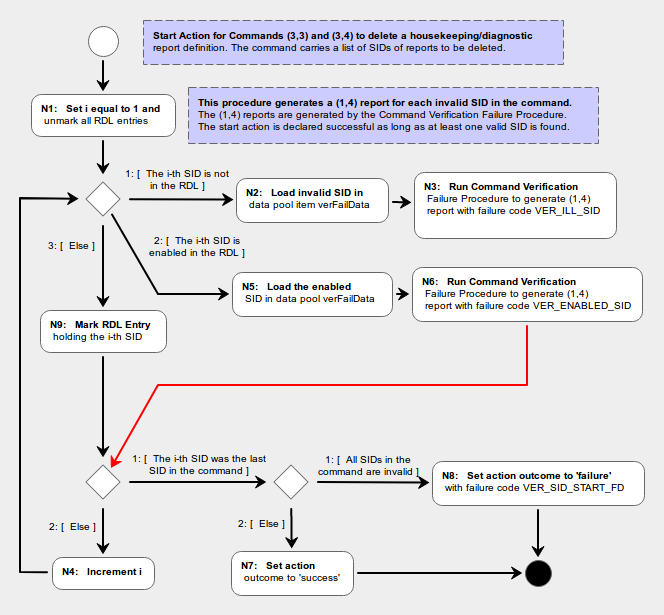 Start Action for Commands (3,3) and (3,4) to delete a housekeeping/diagnostic
report definition. The command carries a list of SIDs of reports to be deleted.
This procedure generates a (1,4) report for each invalid SID in the command.
The (1,4) reports are generated by the Command Verification Failure Procedure.
The start action is declared successful as long as at least one valid SID is found.
N1: Set i equal to 1 and
unmark all RDL entries
1: [ The i-th SID is not
in the RDL ]
N2: Load invalid SID in
data pool item verFailData
N3: Run Command Verification
Failure Procedure to generate (1,4)
report with failure code VER_ILL_SID
3: [ Else ]
2: [ The i-th SID is
enabled in the RDL ]
N5: Load the enabled
SID in data pool verFailData
N6: Run Command Verification
Failure Procedure to generate (1,4)
report with failure code VER_ENABLED_SID
N9: Mark RDL Entry
holding the i-th SID
1: [ The i-th SID was the last
SID in the command ]
1: [ All SIDs in the
command are invalid ]
N8: Set action outcome to 'failure'
with failure code VER_SID_START_FD
2: [ Else ]
2: [ Else ]
N4: Increment i
N7: Set action
outcome to 'success'